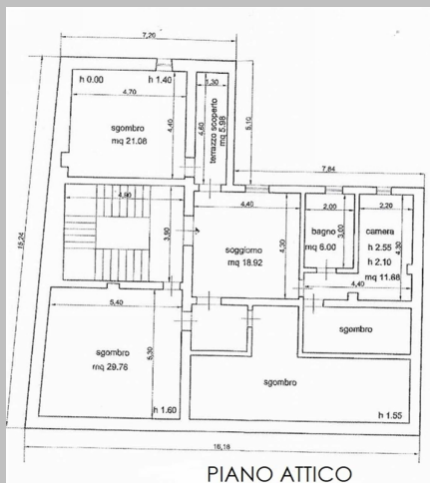 7,20
h 0.00
h 1.40
4,70
4,40
sgombro
mq 21.08
1,30
4,60
terrazzo scoperto
mq 5.98
5,10
7,84
15,24
4,90
3,90
4,40
4,30
soggiorno
mq 18.92
2,00
3,00
bagno
mq 6.00
2,20
camera
h 2.55
4,30
h 2.10
mq 11.68
4,40
5,40
5,30
sgombro
mq 29.76
h 1.60
sgombro
sgombro
h 1.55
16,16
PIANO ATTICO